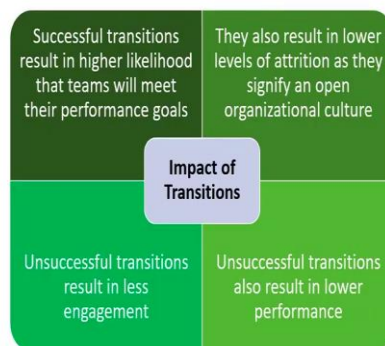 Successful transitions
result in higher likelihood
that teams will meet
their performance goals
They also result in lower
levels of attrition as they
signify an open
organizational culture
Impact of
Transitions
Unsuccessful transitions
result in less
engagement
Unsuccessful transitions
also result in lower
performance